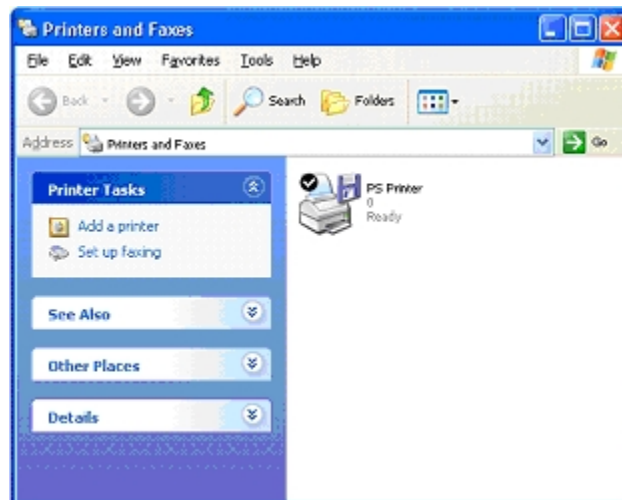 Printers and Faxes
File Edit View Favorites Tools Help
Back Search Folders
Address Printers and Faxes Go
Printer Tasks
Add a printer
Set up faxing
See Also
Other Places
Details
PS Printer
0
Ready